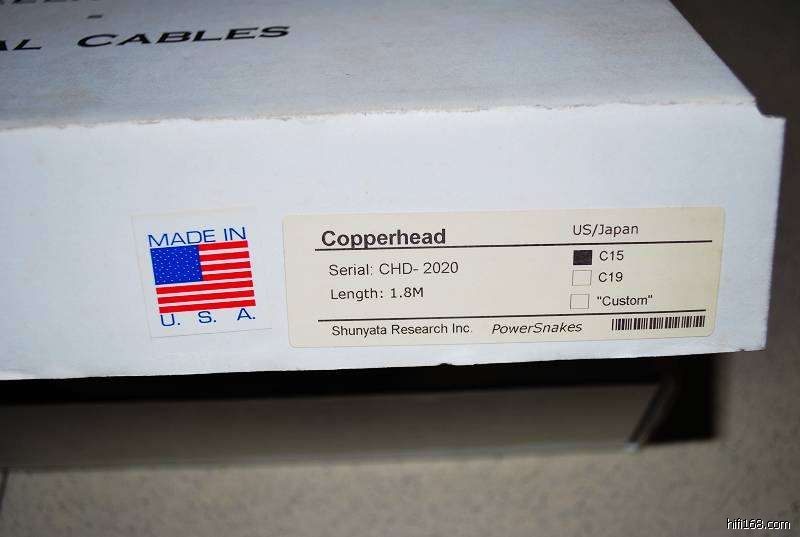 CABLES
MADE IN
U. S. A.
Copperhead
US/Japan
Serial: CHD- 2020
Length: 1.8M
C15
C19
"Custom"
Shunyata Research Inc. PowerSnakes
hifi168.com